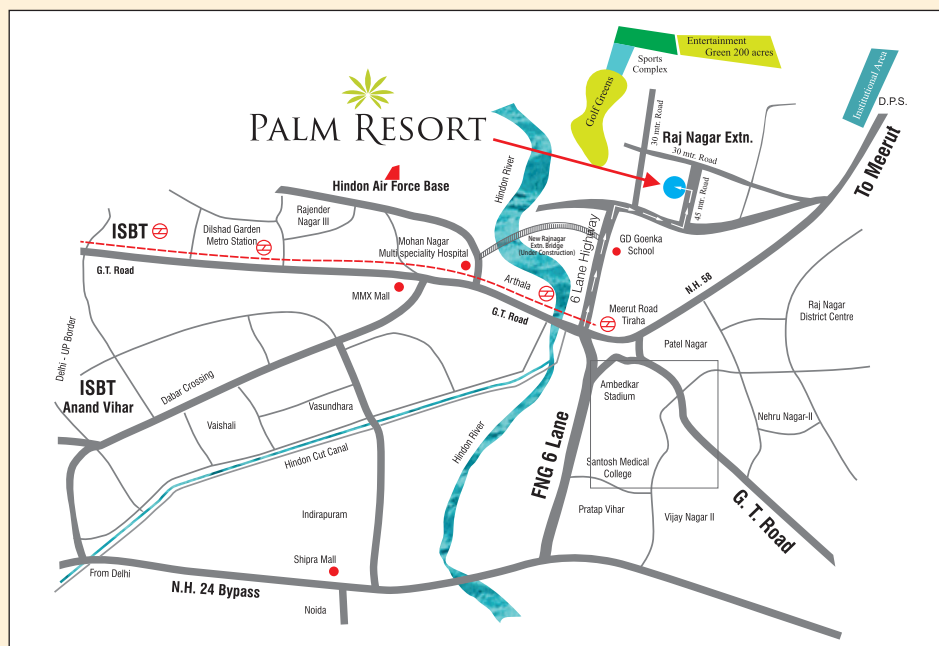 Entertainment
Green 200 acres
Sports
Complex
Institutional Area
D.P.S.
Golf Greens
PALM RESORT
30 mtr. Road
Raj Nagar Extn.
30 mtr. Road
45 mtr. Road
To Meerut
Hindon River
Hindon Air Force Base
Rajender
Nagar III
ISBT
Dilshad Garden
Metro Station
Mohan Nagar
Multi speciality Hospital
New Rajnagar
Extn. Bridge
(Under Construction)
6 Lane Highway
GD Goenka
School
G.T. Road
Arthala
MMX Mall
G.T. Road
N.H. 58
Meerut Road
Tiraha
Raj Nagar
District Centre
Patel Nagar
Delhi - UP Border
ISBT
Anand Vihar
Dabar Crossing
Vaishali
Vasundhara
Ambedkar
Stadium
Nehru Nagar-II
Hindon Cut Canal
Hindon River
FNG 6 Lane
Santosh Medical
College
Indirapuram
Pratap Vihar
Vijay Nagar II
G. T. Road
Shipra Mall
From Delhi
N.H. 24 Bypass
Noida